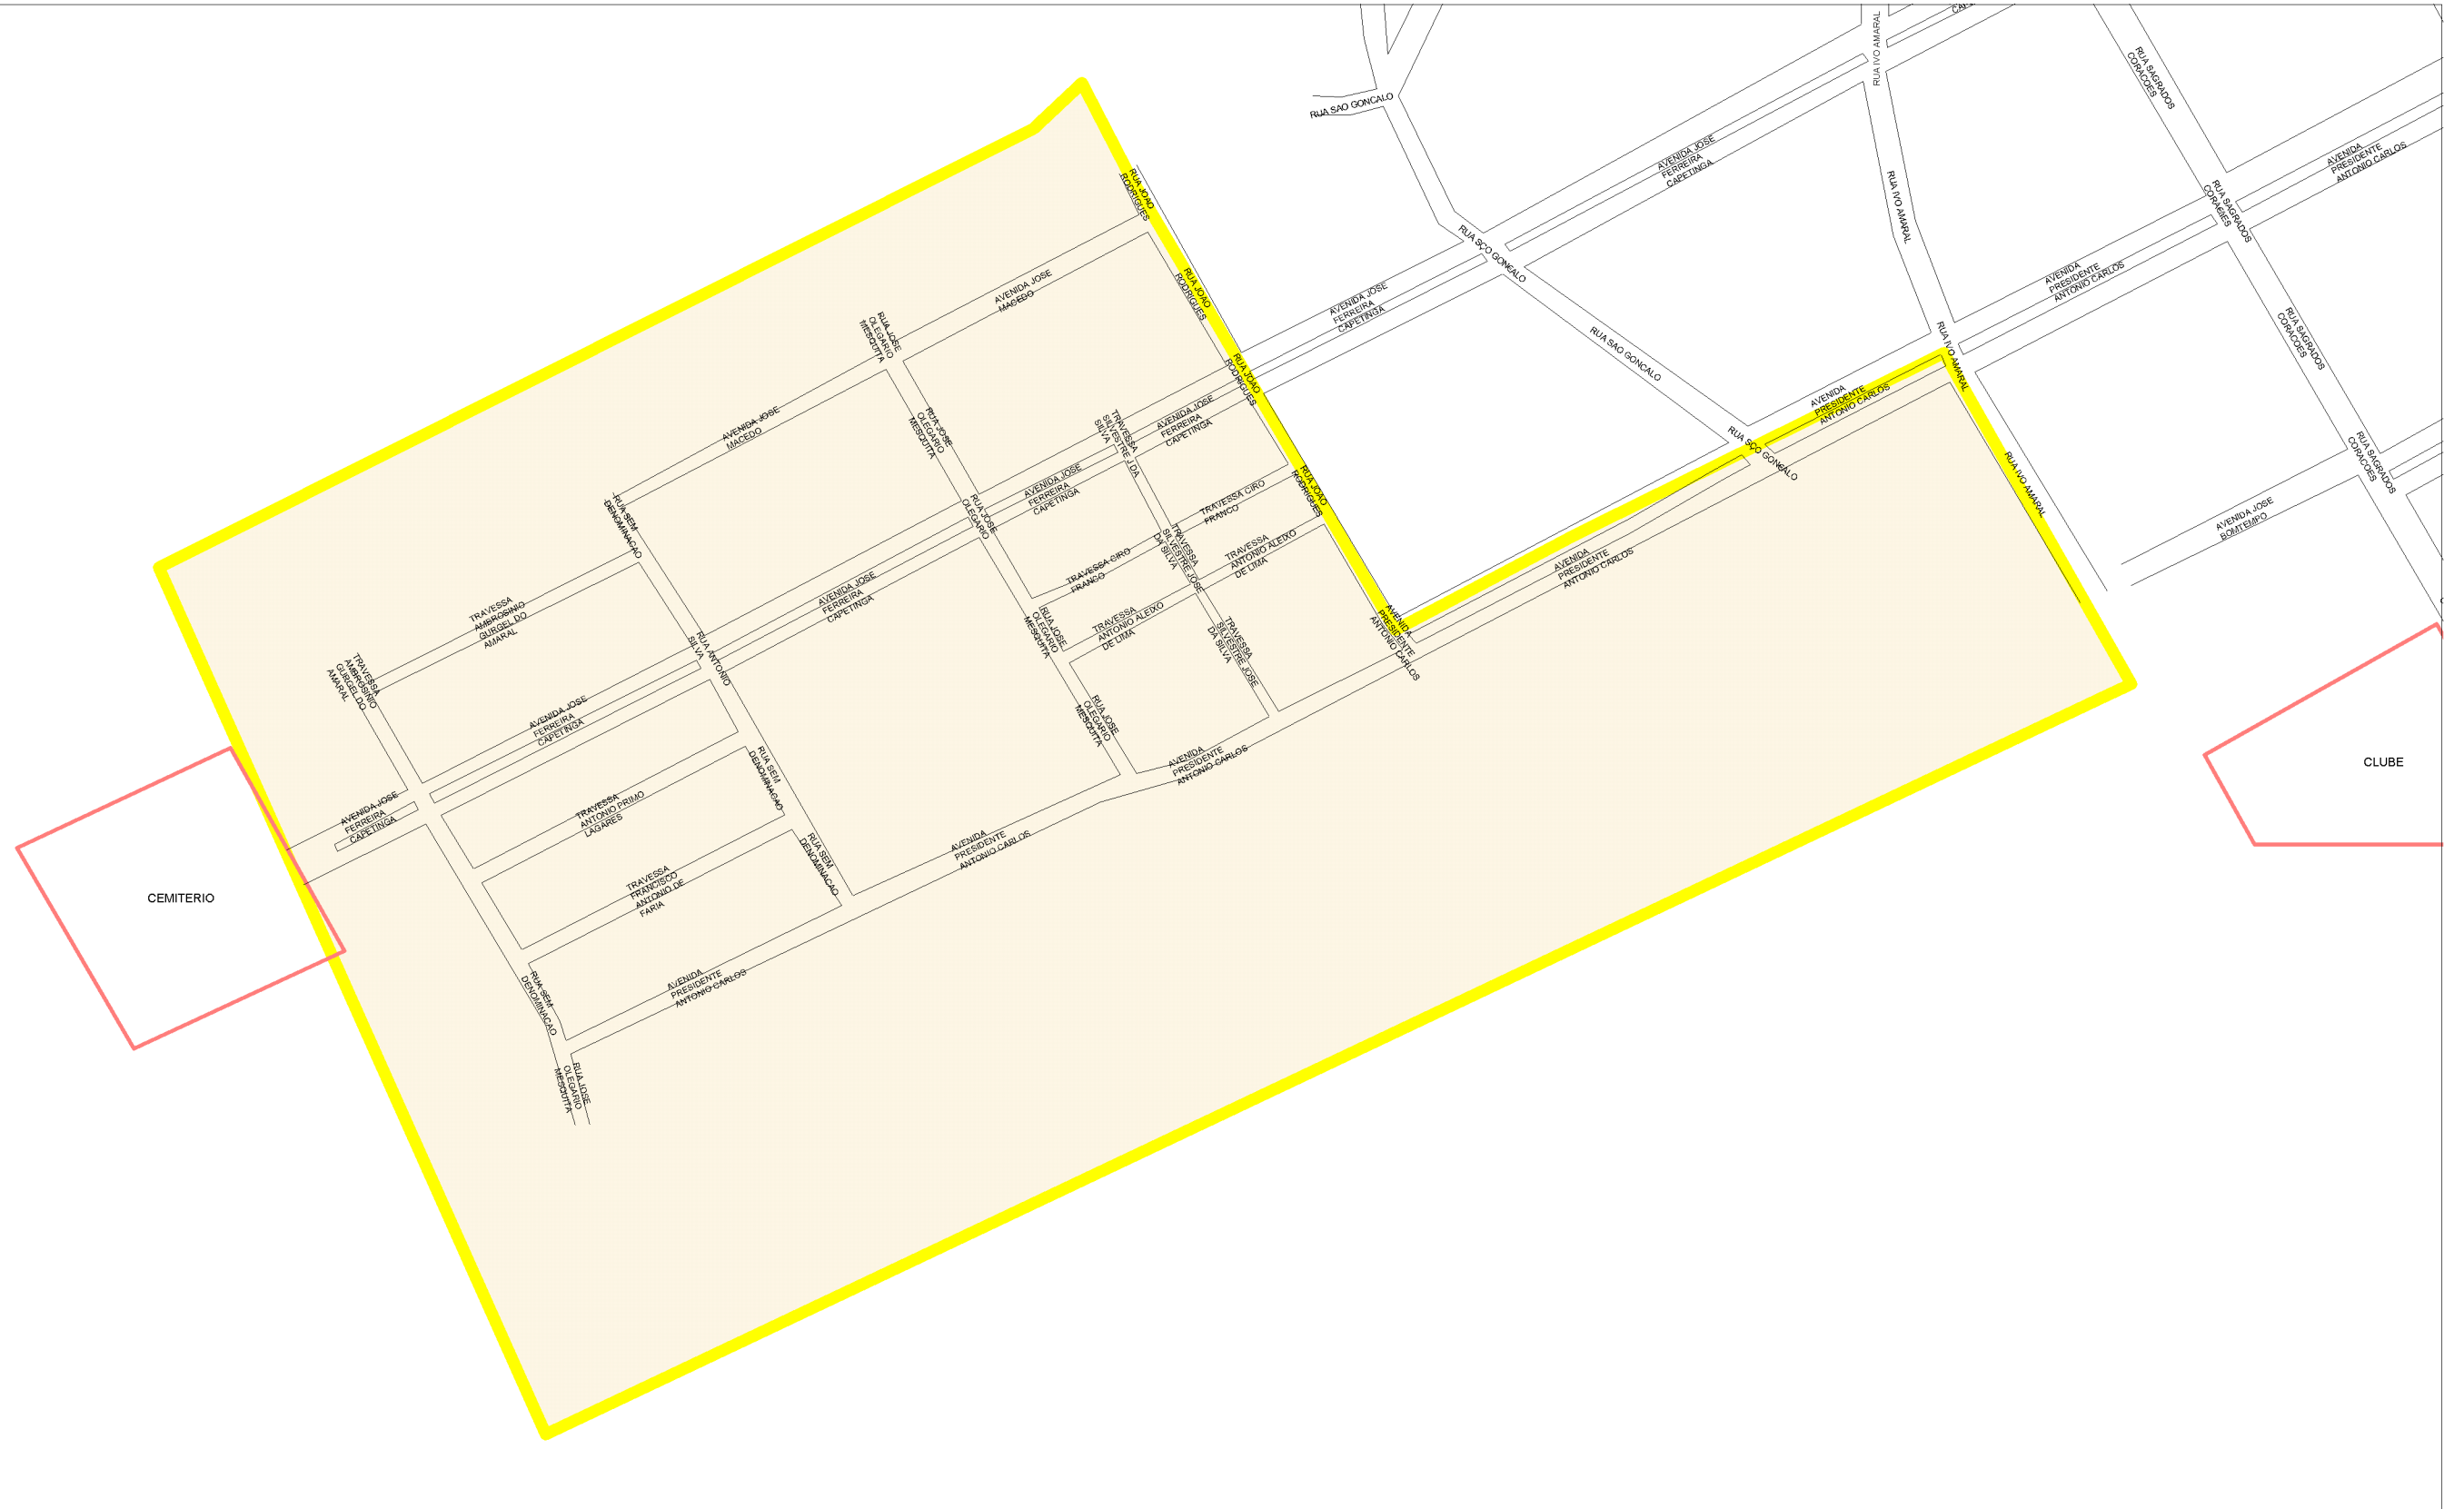 CAPE
RUA IVO AMARAL
RUA SAGRADOS
CORACOES
RUA SAO GONCALO
AVENIDA JOSE
FERREIRA
CAPETINGA
AVENIDA
PRESIDENTE
ANTONIO CARLOS
RUA JOAO
RODRIGUES
RUA IVO AMARAL
RUA SAGRADOS
CORACOES
RUA SÇO GONCALO
AVENIDA JOSE
MACEDO
RUA JOAO
RODRIGUES
AVENIDA
PRESIDENTE
ANTONIO CARLOS
AVENIDA JOSE
FERREIRA
CAPETINGA
RUA JOSE
OLEGARIO
MESQUITA
RUA SAGRADOS
CORACOES
RUA SAO GONCALO
RUA IVO AMARAL
RUA JOAO
RODRIGUES
AVENIDA
PRESIDENTE
ANTONIO CARLOS
AVENIDA JOSE
FERREIRA
CAPETINGA
TRAVESSA
SILVESTRE J DA
SILVA
RUA JOSE
OLEGARIO
MESQUITA
AVENIDA JOSE
MACEDO
RUA SÇO GONCALO
RUA SAGRADOS
CORACOES
RUA IVO AMARAL
AVENIDA JOSE
FERREIRA
CAPETINGA
RUA JOAO
RODRIGUES
TRAVESSA CIRO
FRANCO
RUA JOSE
OLEGARIO
RUA SEM
DENOMINACAO
AVENIDA JOSE
BOMTEMPO
TRAVESSA
SILVESTRE JOSE
DA SILVA
TRAVESSA
ANTONIO ALEIXO
DE LIMA
AVENIDA
PRESIDENTE
ANTONIO CARLOS
TRAVESSA CIRO
FRANCO
AVENIDA JOSE
FERREIRA
CAPETINGA
TRAVESSA
AMBROSINIO
GURGEL DO
AMARAL
RUA JOSE
OLEGARIO
MESQUITA
TRAVESSA
ANTONIO ALEIXO
DE LIMA
TRAVESSA
SILVESTRE JOSE
DA SILVA
AVENIDA
PRESIDENTE
ANTONIO CARLOS
RUA ANTONIO
SILVA
TRAVESSA
AMBROSINIO
GURGEL DO
AMARAL
AVENIDA JOSE
FERREIRA
CAPETINGA
RUA JOSE
OLEGARIO
MESQUITA
RUA SEM
DENOMINACAO
AVENIDA
PRESIDENTE
ANTONIO CARLOS
CLUBE
AVENIDA JOSE
FERREIRA
CAPETINGA
TRAVESSA
ANTONIO PRIMO
LAGARES
AVENIDA
PRESIDENTE
ANTONIO CARLOS
RUA SEM
DENOMINACAO
TRAVESSA
FRANCISCO
ANTONIO DE
FARIA
CEMITERIO
AVENIDA
PRESIDENTE
ANTONIO CARLOS
RUA SEM
DENOMINACAO
RUA JOSE
OLEGARIO
MESQUITA